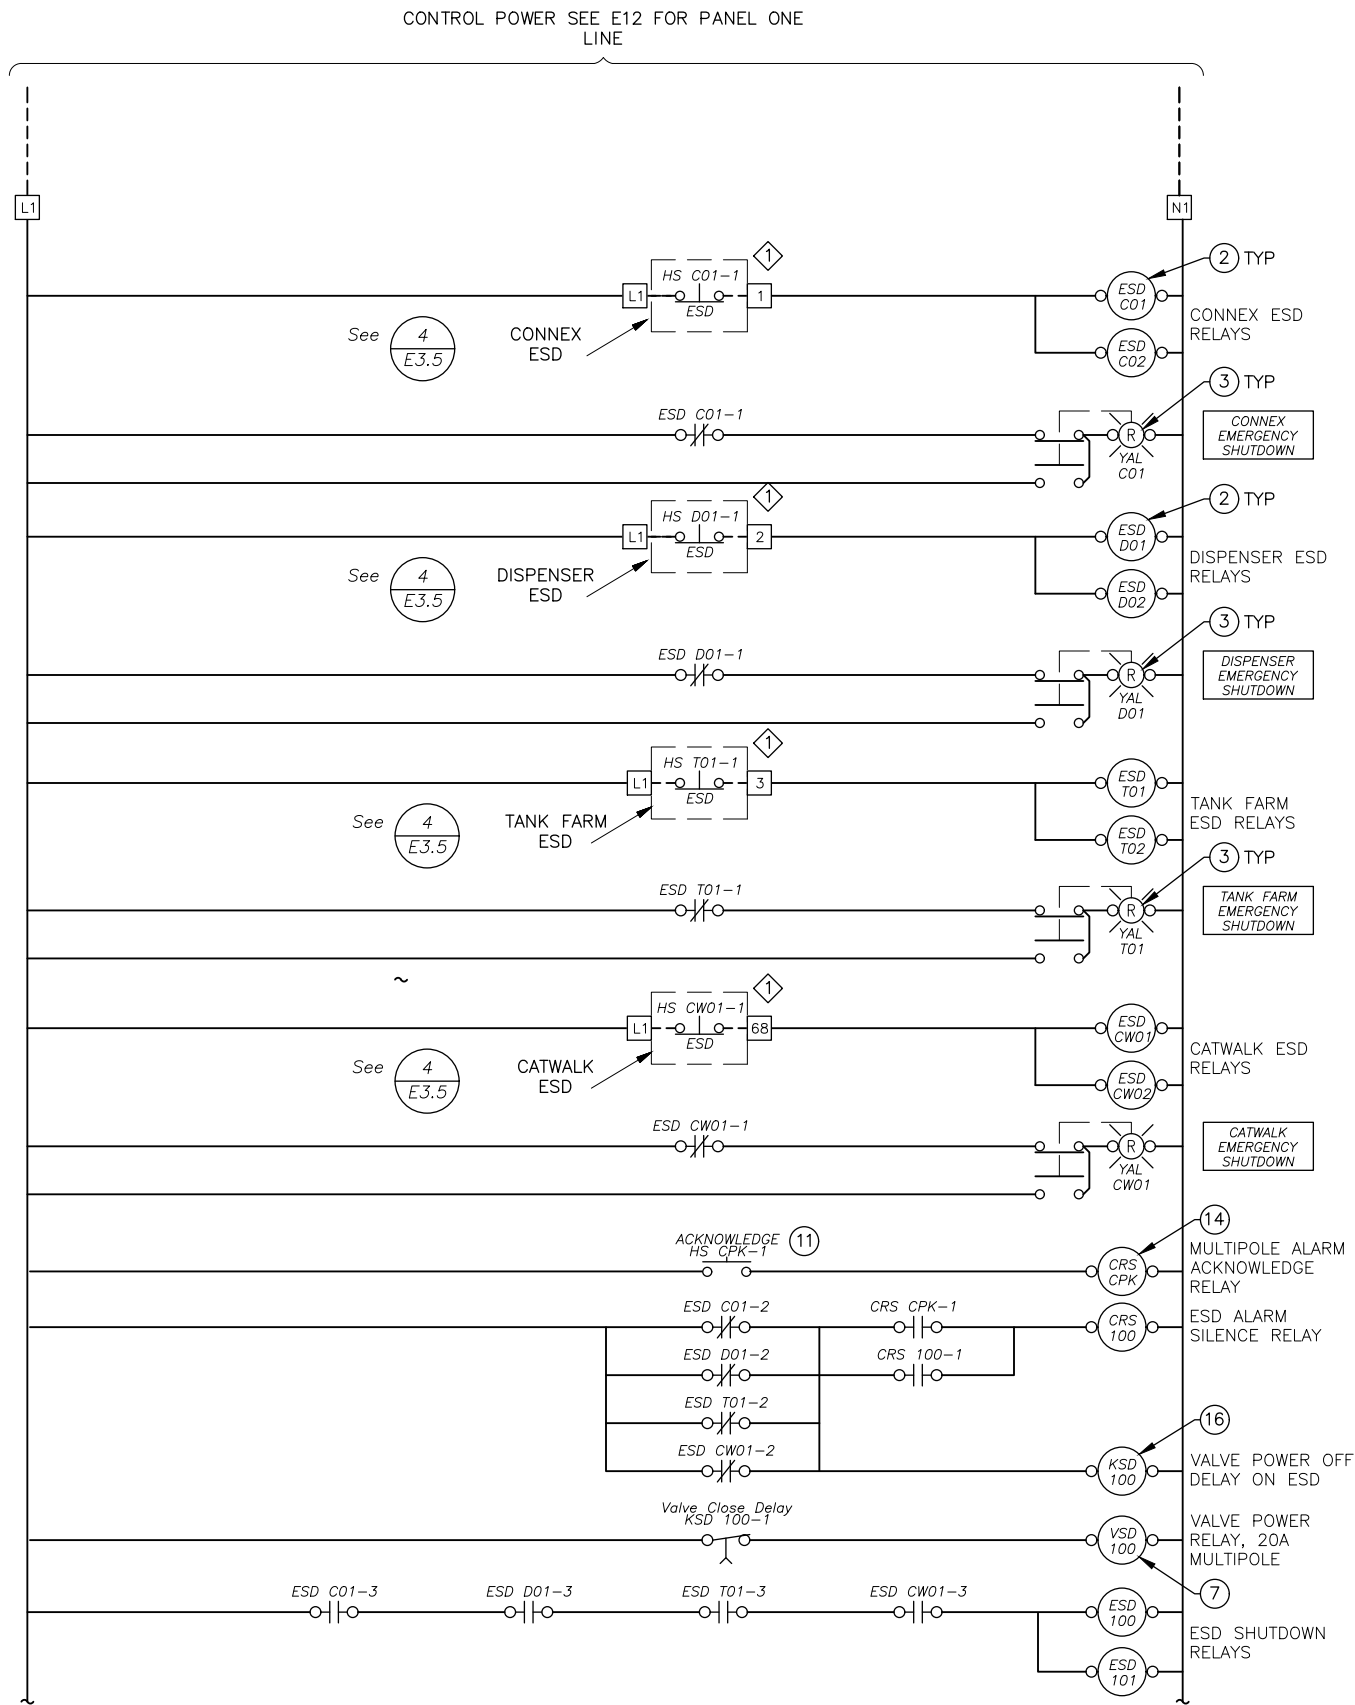 CONTROL POWER SEE E12 FOR PANEL ONE
LINE
L1
N1
1
2 TYP
HS C01-1
L1
1
ESD
ESD
C01
CONNEX ESD
RELAYS
See
4
E3.5
CONNEX
ESD
ESD
C02
3 TYP
ESD C01-1
R
YAL
C01
CONNEX
EMERGENCY
SHUTDOWN
1
2 TYP
HS D01-1
L1
2
ESD
ESD
D01
DISPENSER ESD
RELAYS
See
4
E3.5
DISPENSER
ESD
ESD
D02
3 TYP
ESD D01-1
R
YAL
D01
DISPENSER
EMERGENCY
SHUTDOWN
1
HS T01-1
L1
3
ESD
ESD
T01
TANK FARM
ESD RELAYS
See
4
E3.5
TANK FARM
ESD
ESD
T02
3 TYP
ESD T01-1
R
YAL
T01
TANK FARM
EMERGENCY
SHUTDOWN
~
1
HS CW01-1
L1
68
ESD
ESD
CW01
CATWALK ESD
RELAYS
See
4
E3.5
CATWALK
ESD
ESD
CW02
ESD CW01-1
R
YAL
CW01
CATWALK
EMERGENCY
SHUTDOWN
14
ACKNOWLEDGE
HS CPK-1
11
CRS
CPK
MULTIPOLE ALARM
ACKNOWLEDGE
RELAY
ESD C01-2
CRS CPK-1
CRS
100
ESD ALARM
SILENCE RELAY
ESD D01-2
CRS 100-1
ESD T01-2
16
ESD CW01-2
KSD
100
VALVE POWER OFF
DELAY ON ESD
Valve Close Delay
KSD 100-1
VSD
100
VALVE POWER
RELAY, 20A
MULTIPOLE
7
ESD C01-3
ESD D01-3
ESD T01-3
ESD CW01-3
ESD
100
ESD SHUTDOWN
RELAYS
ESD
101